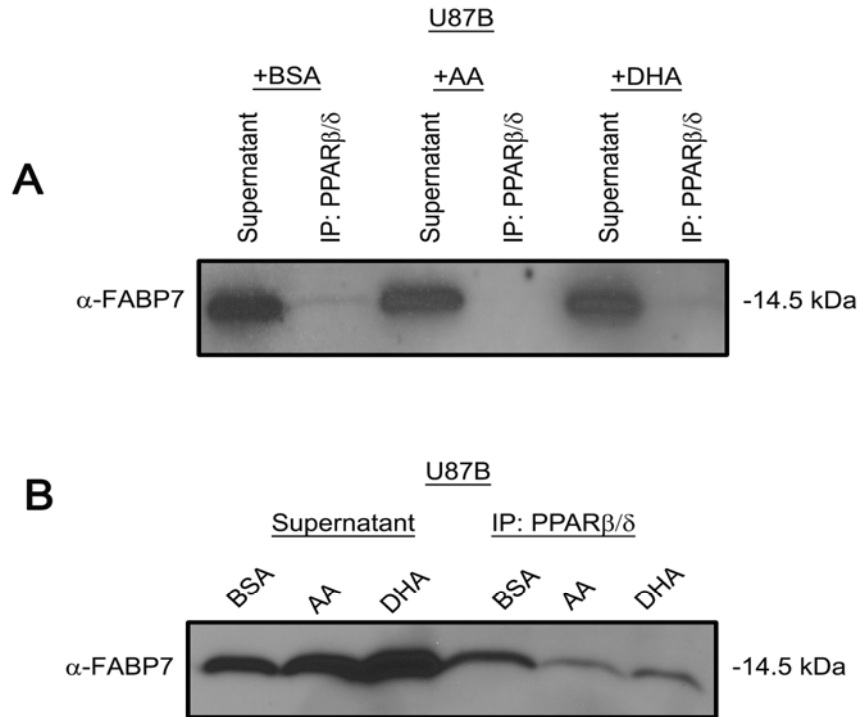 U87B
+BSA +AA +DHA
Supernatant IP: PPARβ/δ Supernatant IP: PPARβ/δ Supernatant IP: PPARβ/δ
A
α-FABP7 -14.5 kDa
U87B
B
Supernatant IP: PPARβ/δ
BSA AA DHA BSA AA DHA
α-FABP7 -14.5 kDa